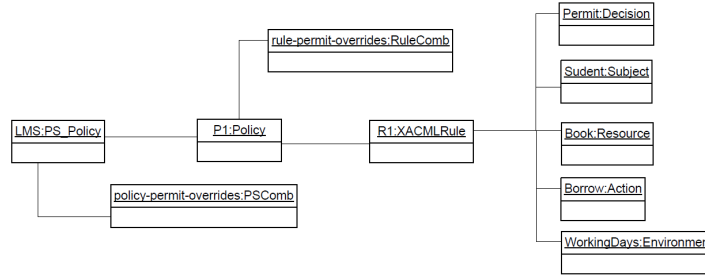 Permit:Decision
rule-permit-overrides:RuleComb
Sudent:Subject
LMS:PS_Policy
P1:Policy
R1:XACMLRule
Book:Resource
policy-permit-overrides:PSComb
Borrow:Action
WorkingDays:Environmen